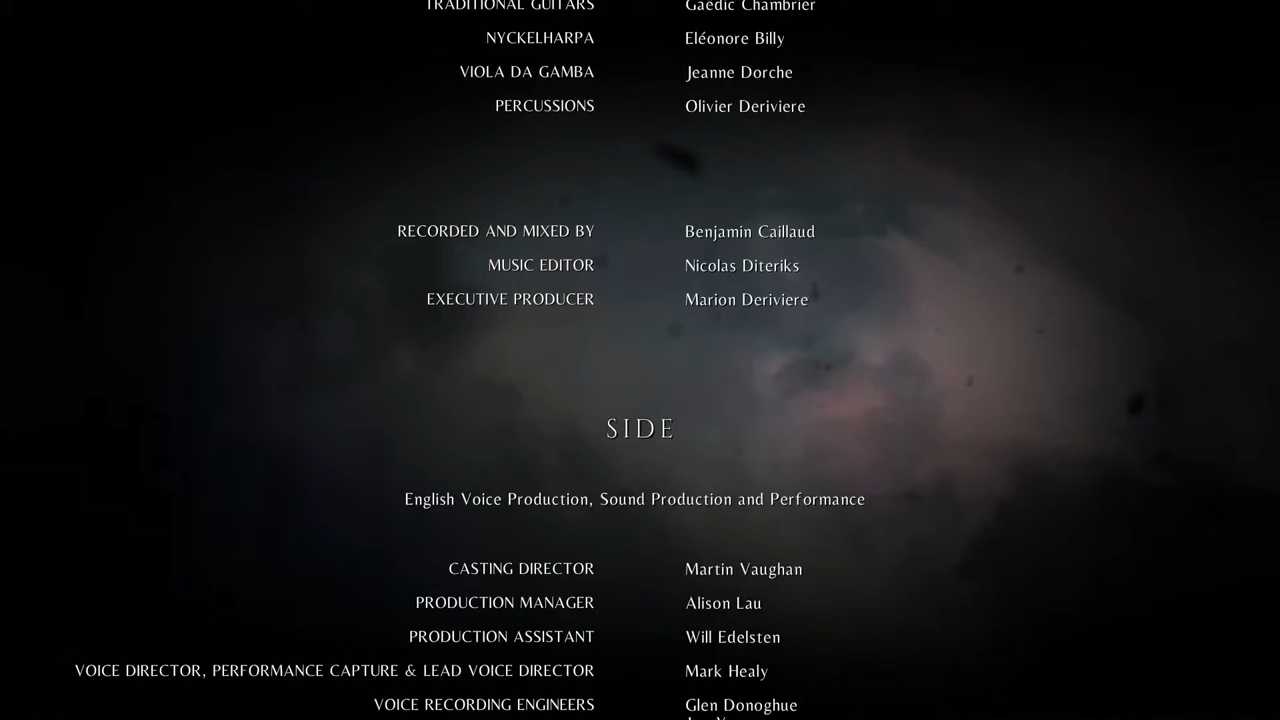 TRADITIONAL GUITARS Gaëdic Chambrier
NYCKELHARPA Eléonore Billy
VIOLA DA GAMBA Jeanne Dorche
PERCUSSIONS Olivier Deriviere
RECORDED AND MIXED BY Benjamin Caillaud
MUSIC EDITOR Nicolas Diteriks
EXECUTIVE PRODUCER Marion Deriviere
SIDE
English Voice Production, Sound Production and Performance
CASTING DIRECTOR Martin Vaughan
PRODUCTION MANAGER Alison Lau
PRODUCTION ASSISTANT Will Edelsten
VOICE DIRECTOR, PERFORMANCE CAPTURE & LEAD VOICE DIRECTOR Mark Healy
VOICE RECORDING ENGINEERS Glen Donoghue